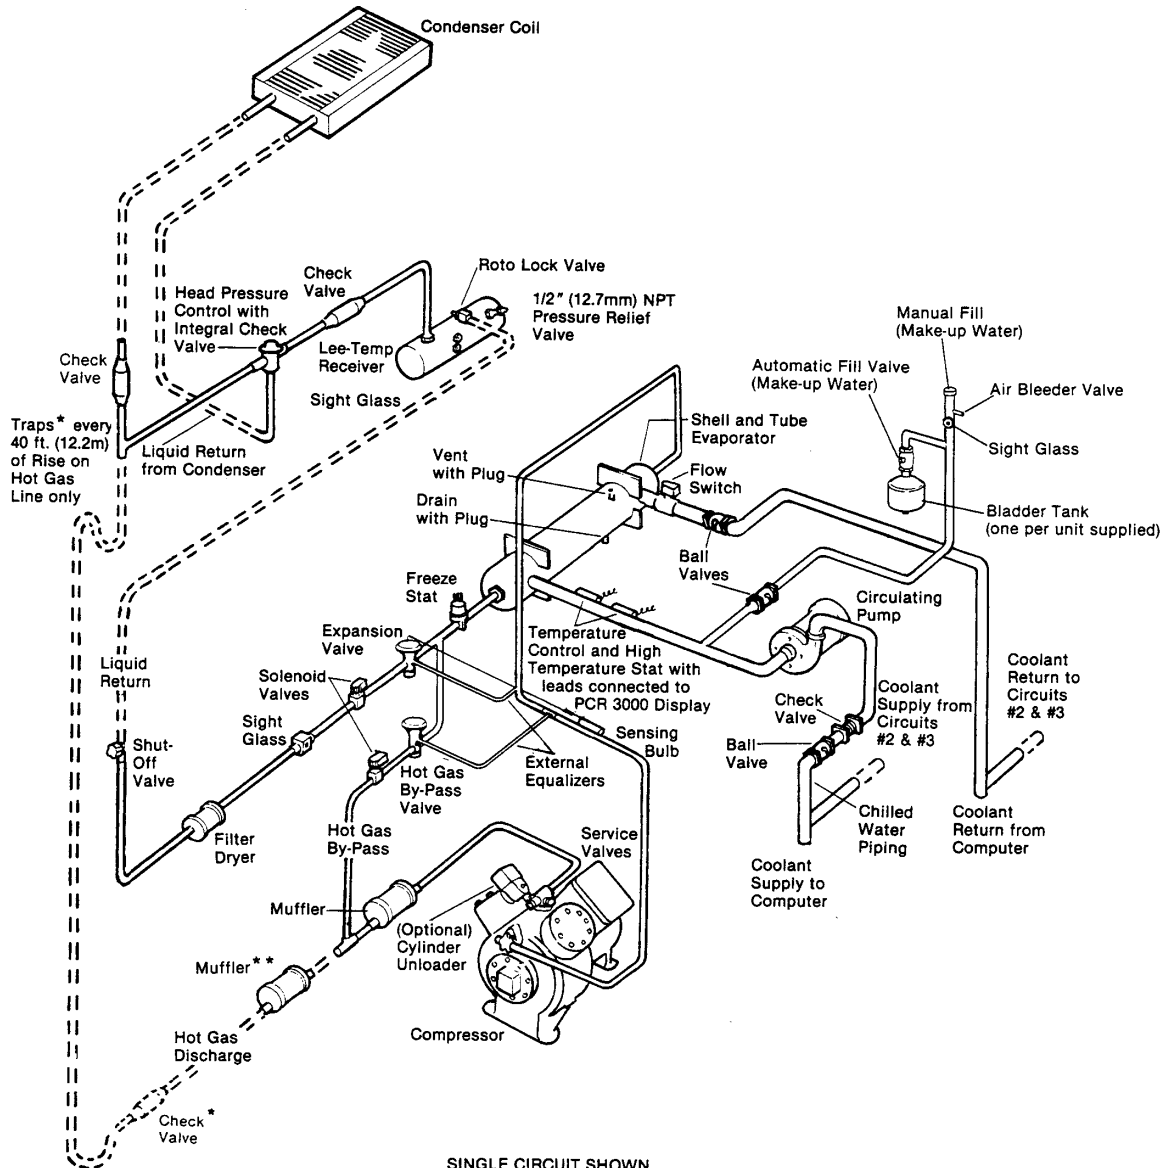 Condenser Coil
Roto Lock Valve
Check
Valve
1/2″ (12.7mm) NPT
Pressure Relief
Valve
Head Pressure
Control with
Integral Check
Valve
Lee-Temp
Receiver
Check
Valve
Sight Glass
Traps* every
40 ft. (12.2m)
of Rise on
Hot Gas
Line only
Liquid Return
from Condenser
Manual Fill
(Make-up Water)
Automatic Fill Valve
(Make-up Water)
Air Bleeder Valve
Sight Glass
Shell and Tube
Evaporator
Vent
with Plug
Flow
Switch
Drain
with Plug
Bladder Tank
(one per unit supplied)
Ball
Valves
Freeze
Stat
Circulating
Pump
Expansion
Valve
Temperature
Control and High
Temperature Stat with
leads connected to
PCR 3000 Display
Liquid
Return
Solenoid
Valves
Coolant
Return to
Circuits
#2 & #3
Check
Valve
Coolant
Supply from
Circuits
#2 & #3
Sight
Glass
Sensing
Bulb
Shut-
Off
Valve
Ball
Valve
External
Equalizers
Hot Gas
By-Pass
Valve
Chilled
Water
Piping
Coolant
Return from
Computer
Filter
Dryer
Hot Gas
By-Pass
Service
Valves
Coolant
Supply to
Computer
Muffler
(Optional)
Cylinder
Unloader
Muffler**
Compressor
Hot Gas
Discharge
Check*
Valve
SINGLE CIRCUIT SHOWN